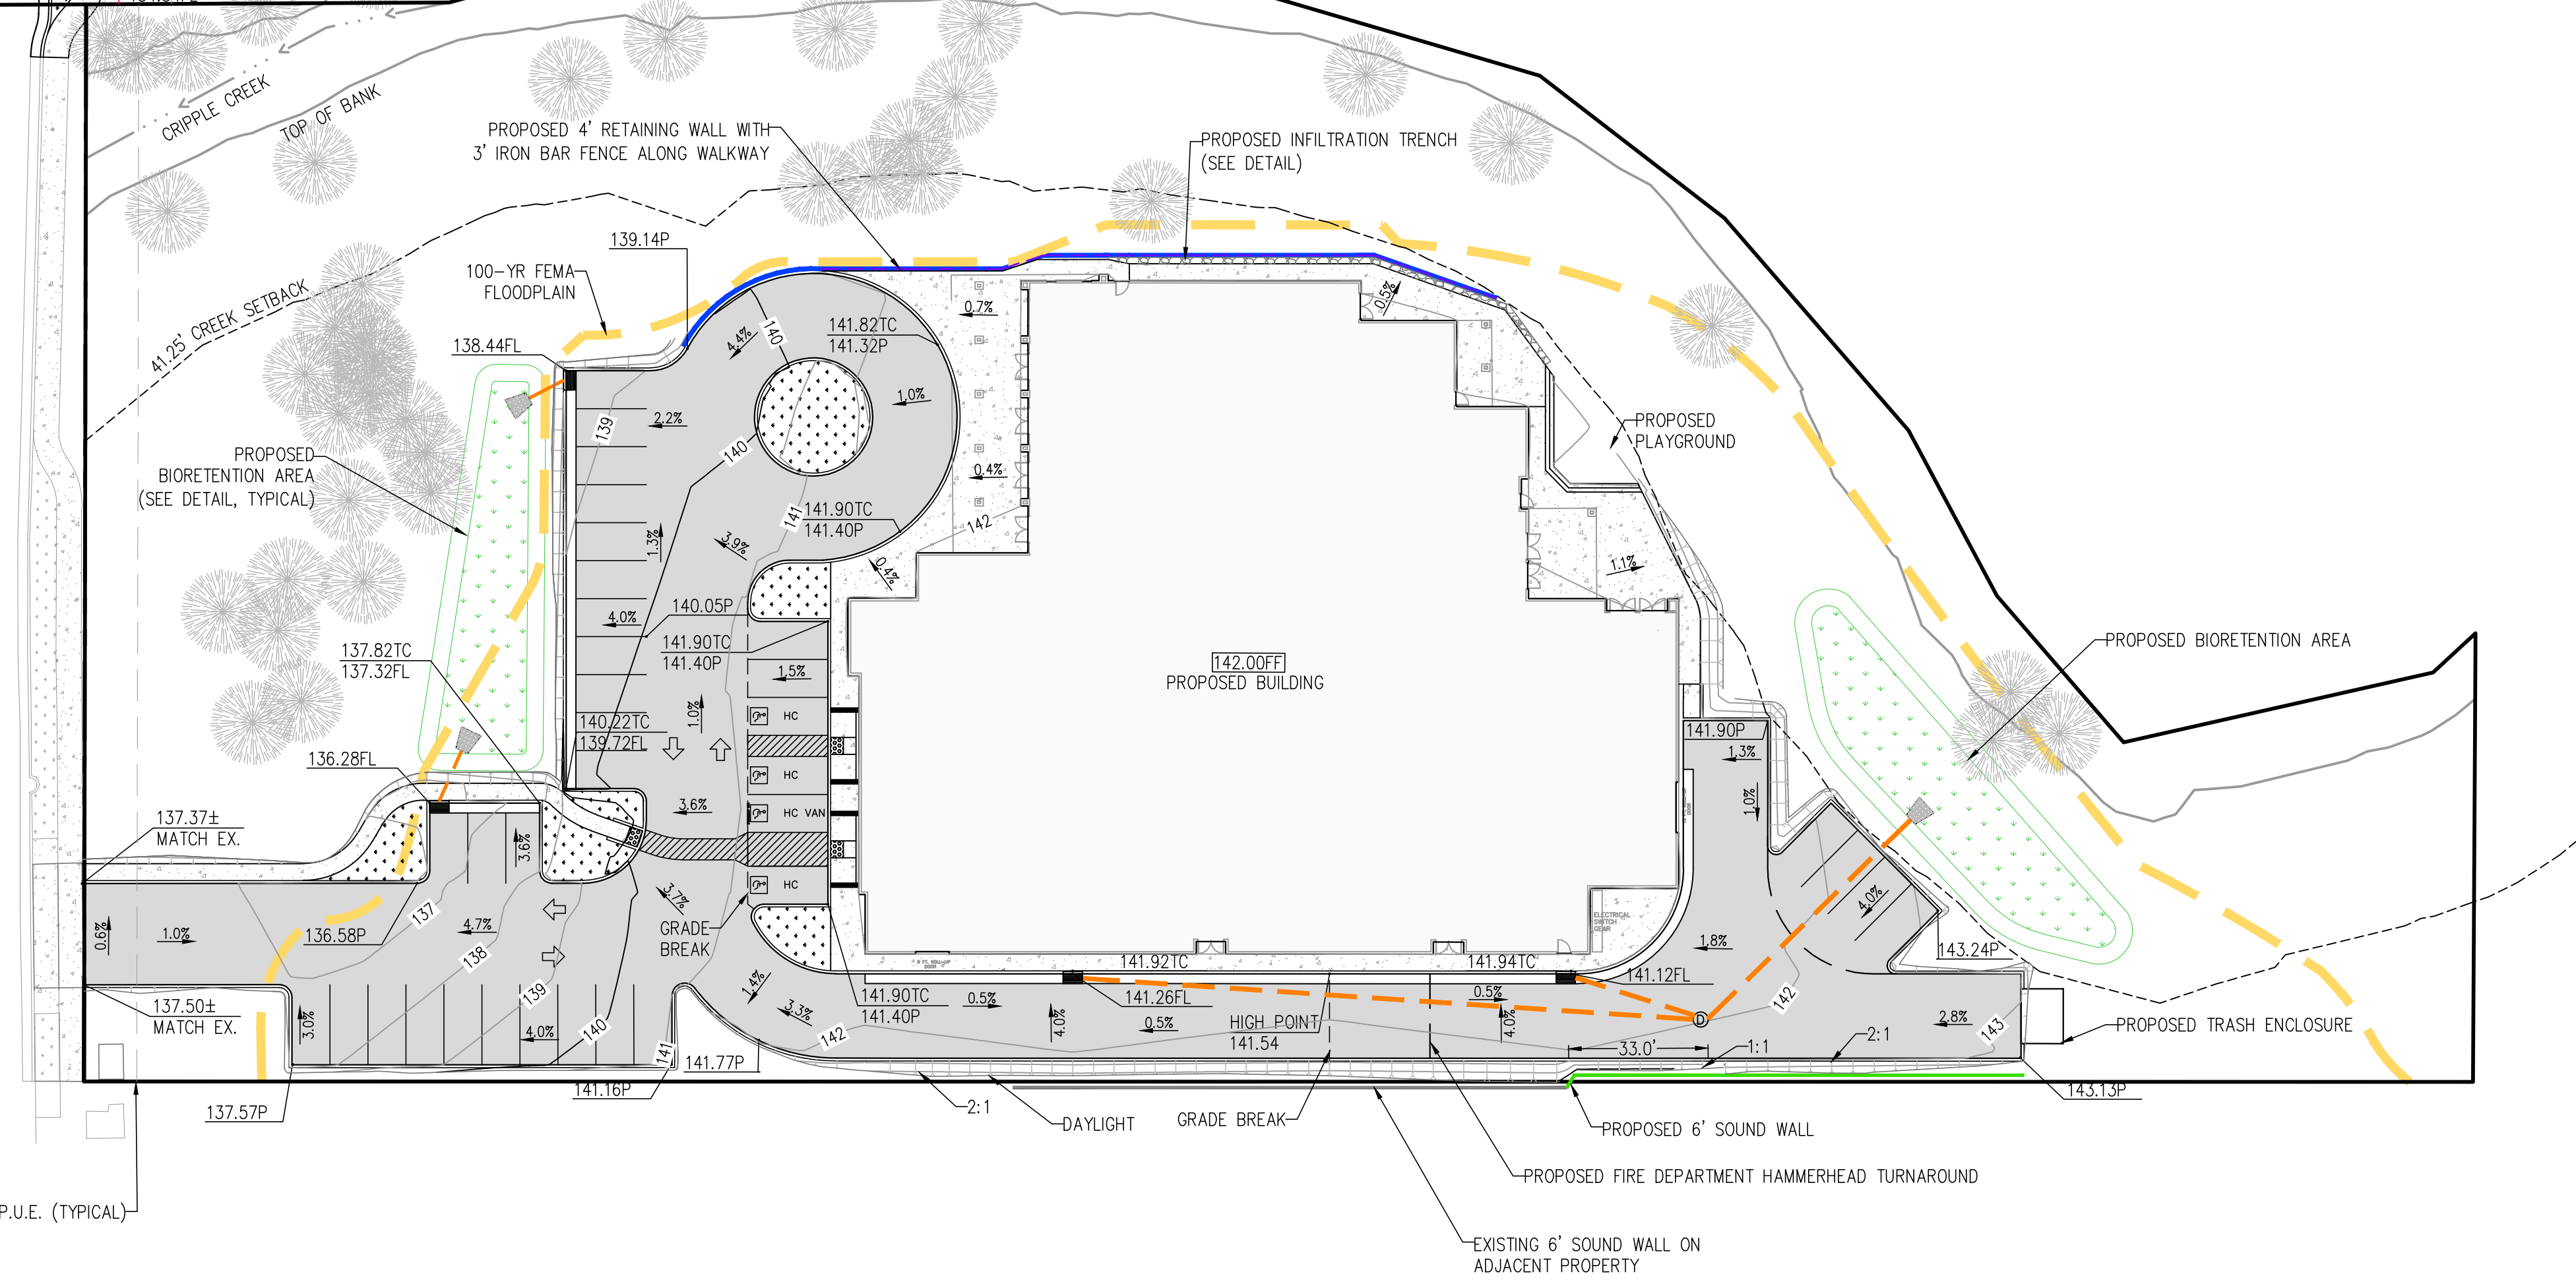 CRIPPLE CREEK
TOP OF BANK
PROPOSED 4' RETAINING WALL WITH
3' IRON BAR FENCE ALONG WALKWAY
PROPOSED INFILTRATION TRENCH
(SEE DETAIL)
139.14P
100-YR FEMA
FLOODPLAIN
41.25' CREEK SETBACK
138.44FL
4.4%
140
141.82TC
141.32P
0.7%
0.5%
1.0%
2.2%
139
140
PROPOSED
BIORETENTION AREA
(SEE DETAIL, TYPICAL)
PROPOSED
PLAYGROUND
0.4%
141
141.90TC
141.40P
142
1.3%
3.9%
0.4%
1.1%
140.05P
4.0%
141.90TC
141.40P
137.82TC
137.32FL
1.5%
142.00FF
PROPOSED BUILDING
PROPOSED BIORETENTION AREA
HC
1.0%
140.22TC
139.72FL
141.90P
1.3%
136.28FL
HC
3.6%
HC VAN
1.0%
137.37±
MATCH EX.
3.6%
HC
3.7%
4.0%
GRADE
BREAK
ELECTRICAL
SWITCH
GEAR
137
0.6%
1.0%
136.58P
4.7%
138
139
8 FT. ROLL-UP
DOOR
141.92TC
141.94TC
1.8%
143.24P
141.12FL
137.50±
MATCH EX.
1.4%
3.3%
141.90TC
141.40P
0.5%
141.26FL
0.5%
142
D
3.0%
4.0%
140
142
4.0%
0.5%
HIGH POINT
141.54
4.0%
2.8%
143
PROPOSED TRASH ENCLOSURE
141
141.77P
33.0'
1:1
2:1
141.16P
137.57P
2:1
DAYLIGHT
GRADE BREAK
143.13P
PROPOSED 6' SOUND WALL
PROPOSED FIRE DEPARTMENT HAMMERHEAD TURNAROUND
P.U.E. (TYPICAL)
EXISTING 6' SOUND WALL ON
ADJACENT PROPERTY